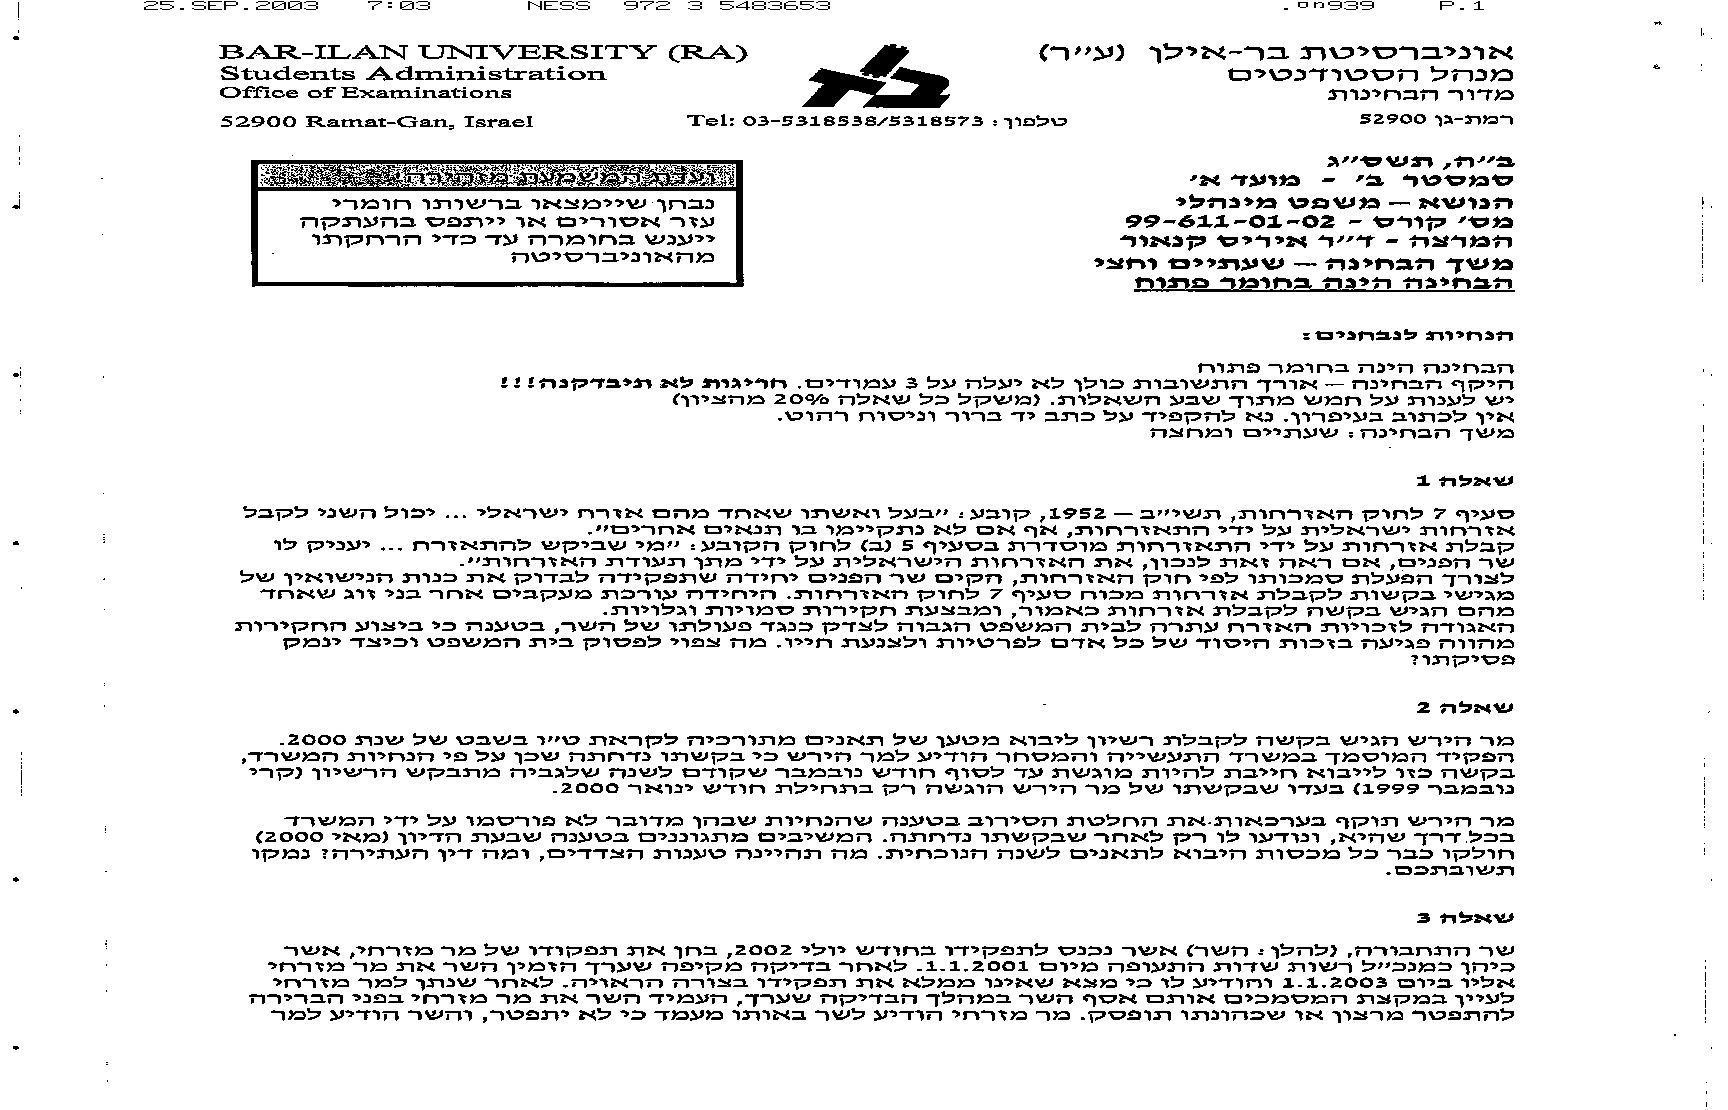 25.SEP.2003 7:03 NESS 972 3 5483653 .on939 P.1
BAR-ILAN UNIVERSITY (RA)
Students Administration
Office of Examinations
52900 Ramat-Gan, Israel
אוניברסיטת בר-אילן (ע״ר)
מנהל הסטודנטים
מדור הבחינות
רמת-גן 52900
Tel: 03-5318538/5318573 : טלפון
ב״ה, תשס״ג
סמסטר ב׳ - מועד א׳
הנושא – משפט מינהלי
מס׳ קורס - 99-611-01-02
המרצה - ד״ר איריס קנאור
משך הבחינה – שעתיים וחצי
הבחינה הינה בחומר פתוח
ועדת המשמעת מזהירה
נבחן שיימצאו ברשותו חומרי
עזר אסורים או ייתפס בהעתקה
ייענש בחומרה עד כדי הרחקתו
מהאוניברסיטה
הנחיות לנבחנים:
הבחינה הינה בחומר פתוח
היקף הבחינה – אורך התשובות כולן לא יעלה על 3 עמודים. חריגות לא תיבדקנה!!!
יש לענות על חמש מתוך שבע השאלות. (משקל כל שאלה 20% מהציון)
אין לכתוב בעיפרון. נא להקפיד על כתב יד ברור וניסוח רהוט.
משך הבחינה: שעתיים ומחצה
שאלה 1
סעיף 7 לחוק האזרחות, תשי״ב – 1952, קובע: ״בעל ואשתו שאחד מהם אזרח ישראלי ... יכול השני לקבל
אזרחות ישראלית על ידי התאזרחות, אף אם לא נתקיימו בו תנאים אחרים״.
קבלת אזרחות על ידי התאזרחות מוסדרת בסעיף 5 (ב) לחוק הקובע: ״מי שביקש להתאזרח ... יעניק לו
שר הפנים, אם ראה זאת לנכון, את האזרחות הישראלית על ידי מתן תעודת האזרחות״.
לצורך הפעלת סמכותו לפי חוק האזרחות, הקים שר הפנים יחידה שתפקידה לבדוק את כנות הנישואין של
מגישי בקשות לקבלת אזרחות מכוח סעיף 7 לחוק האזרחות. היחידה עורכת מעקבים אחר בני זוג שאחד
מהם הגיש בקשה לקבלת אזרחות כאמור, ומבצעת חקירות סמויות וגלויות.
האגודה לזכויות האזרח עתרה לבית המשפט הגבוה לצדק כנגד פעולתו של השר, בטענה כי ביצוע החקירות
מהווה פגיעה בזכות היסוד של כל אדם לפרטיות ולצנעת חייו. מה צפוי לפסוק בית המשפט וכיצד ינמק
פסיקתו?
שאלה 2
מר הירש הגיש בקשה לקבלת רשיון ליבוא מטען של תאנים מתורכיה לקראת ט״ו בשבט של שנת 2000.
הפקיד המוסמך במשרד התעשייה והמסחר הודיע למר הירש כי בקשתו נדחתה שכן על פי הנחיות המשרד,
בקשה כזו לייבוא חייבת להיות מוגשת עד לסוף חודש נובמבר שקודם לשנה שלגביה מתבקש הרשיון (קרי
נובמבר 1999) בעדו שבקשתו של מר הירש הוגשה רק בתחילת חודש ינואר 2000.
מר הירש תוקף בערכאות את החלטת הסירוב בטענה שהנחיות שבהן מדובר לא פורסמו על ידי המשרד
בכל דרך שהיא, ונודעו לו רק לאחר שבקשתו נדחתה. המשיבים מתגוננים בטענה שבעת הדיון (מאי 2000)
חולקו כבר כל מכסות היבוא לתאנים לשנה הנוכחית. מה תהיינה טענות הצדדים, ומה דין העתירה? נמקו
תשובתכם.
שאלה 3
שר התחבורה, (להלן: השר) אשר נכנס לתפקידו בחודש יולי 2002, בחן את תפקודו של מר מזרחי, אשר
כיהן כמנכ״ל רשות שדות התעופה מיום 1.1.2001. לאחר בדיקה מקיפה שערך הזמין השר את מר מזרחי
אליו ביום 1.1.2003 והודיע לו כי מצא שאינו ממלא את תפקידו בצורה הראויה. לאחר שנתן למר מזרחי
לעיין במקצת המסמכים אותם אסף השר במהלך הבדיקה שערך, העמיד השר את מר מזרחי בפני הברירה
להתפטר מרצון או שכהונתו תופסק. מר מזרחי הודיע לשר באותו מעמד כי לא יתפטר, והשר הודיע למר